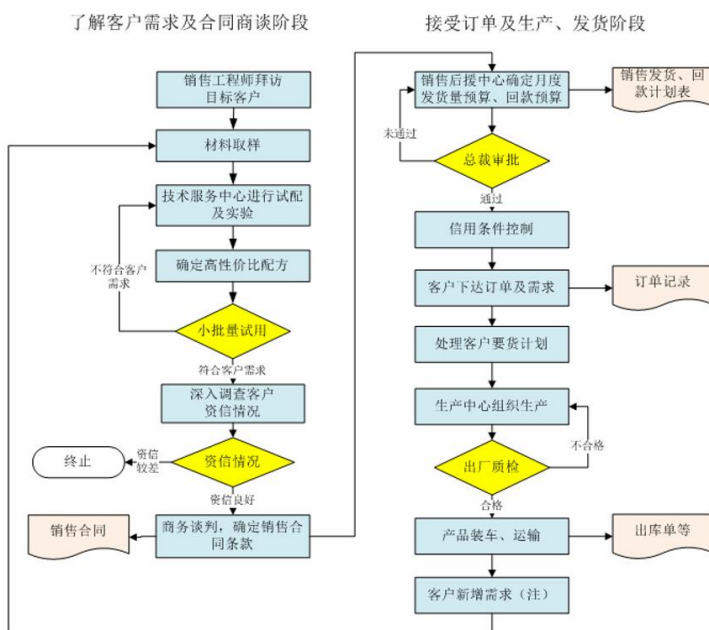 了解客户需求及合同商谈阶段
销售工程师拜访
目标客户
材料取样
技术服务中心进行试配
及实验
不符合客户
需求
确定高性价比配方
小批量试用
符合客户需求
深入调查客户
资信情况
终止
资信
较差
资信情况
资信良好
销售合同
商务谈判，确定销售合
同条款
接受订单及生产、发货阶段
销售后援中心确定月度
发货量预算、回款预算
销售发货、回
款计划表
未通过
总裁审批
通过
信用条件控制
客户下达订单及需求
订单记录
处理客户要货计划
生产中心组织生产
不合格
出厂质检
合格
产品装车、运输
出库单等
客户新增需求（注）